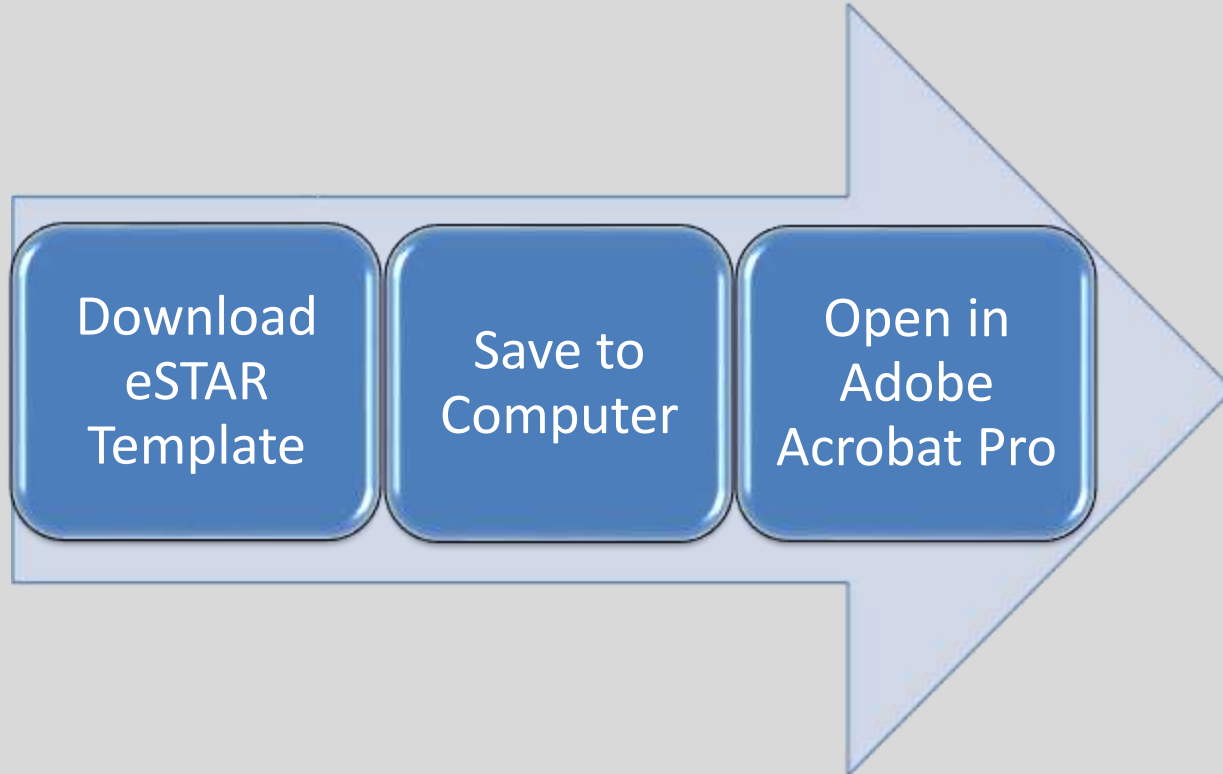 Download
eSTAR
Template
Save to
Computer
Open in
Adobe
Acrobat Pro